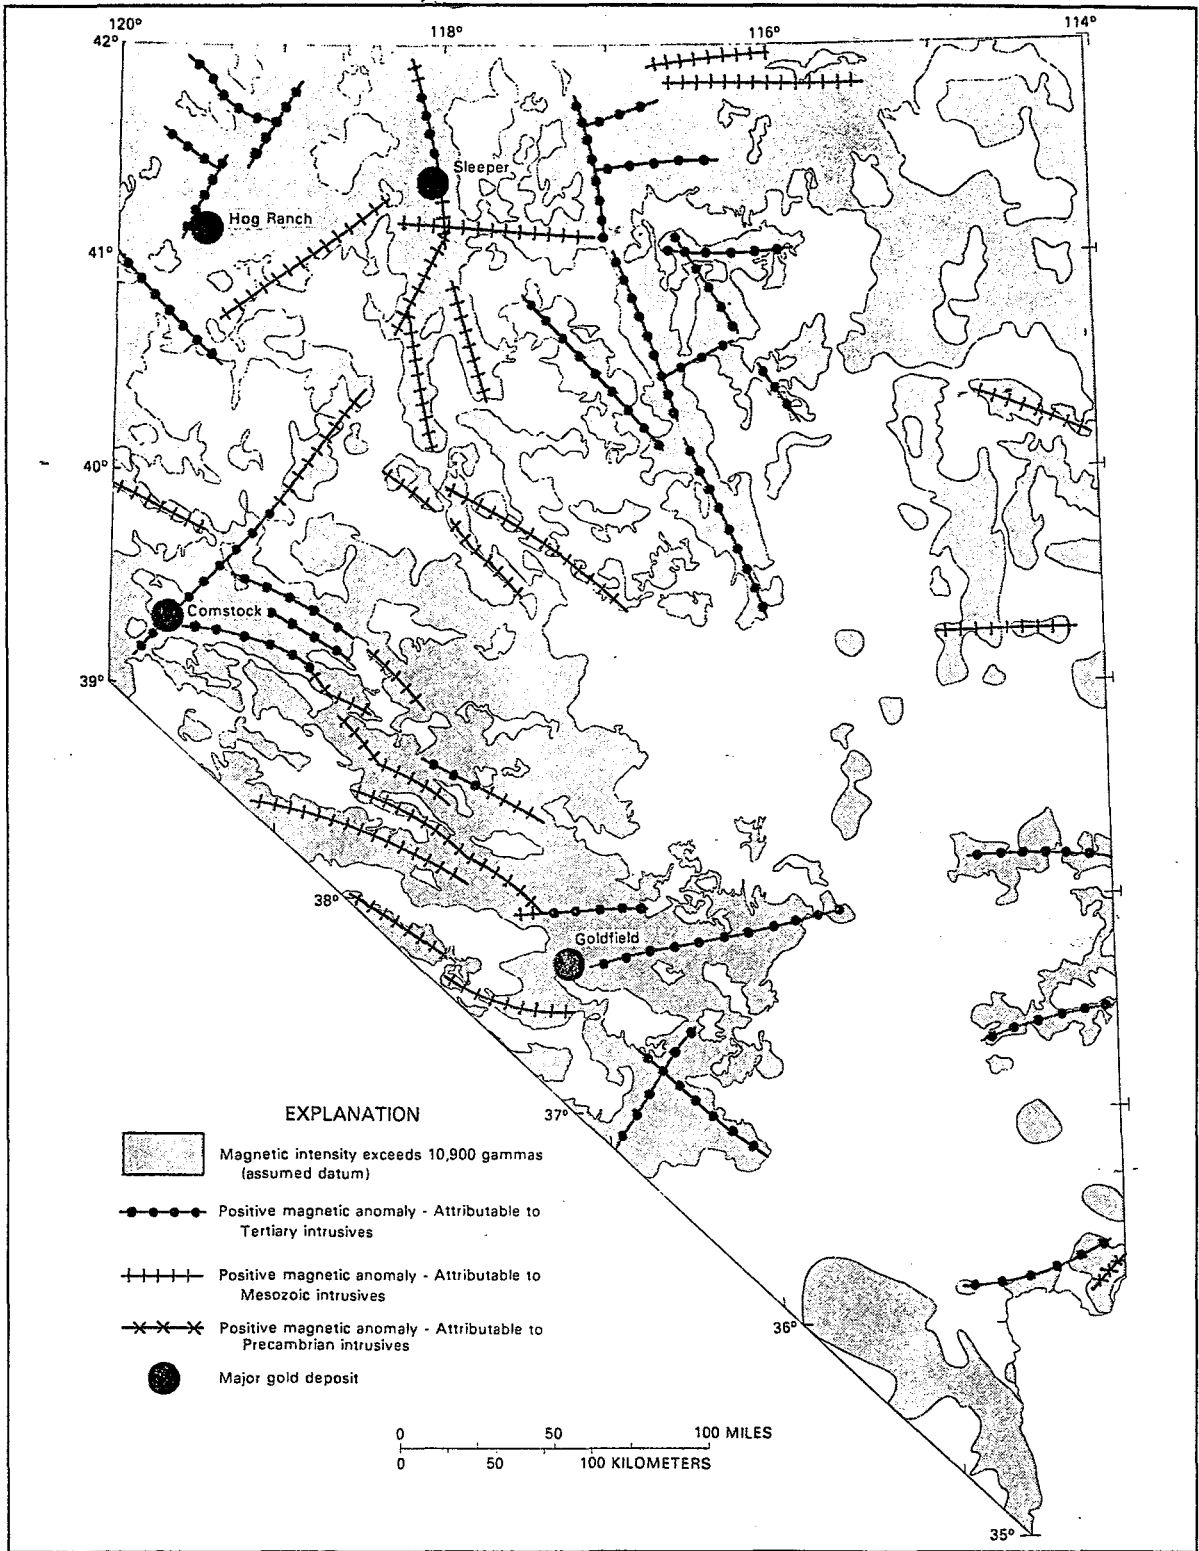 120°
118°
116°
114°
42°
Sleeper
Hog Ranch
41°
40°
Comstock
39°
38°
Goldfield
37°
EXPLANATION
Magnetic intensity exceeds 10,900 gammas
(assumed datum)
Positive magnetic anomaly - Attributable to
Tertiary intrusives
Positive magnetic anomaly - Attributable to
Mesozoic intrusives
Positive magnetic anomaly - Attributable to
Precambrian intrusives
Major gold deposit
36°
0 50 100 MILES
0 50 100 KILOMETERS
35°